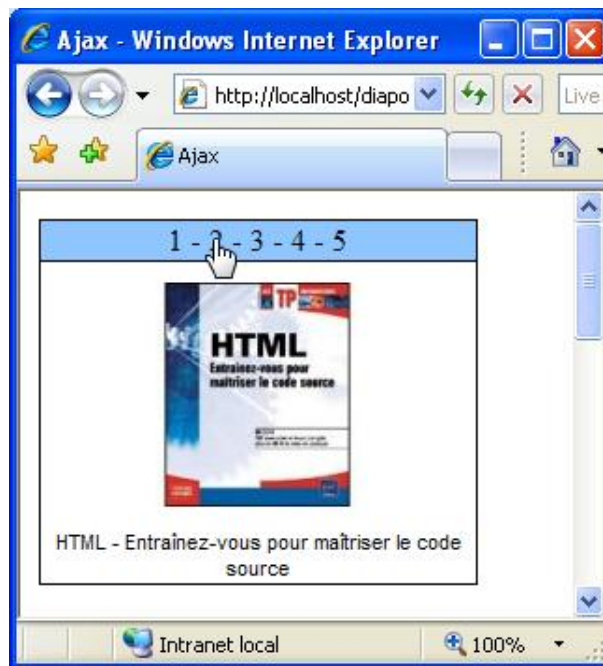 Ajax - Windows Internet Explorer
http://localhost/diapo
Live
Ajax
1 - 2 - 3 - 4 - 5
TP
HTML
Entraînez-vous pour
maîtriser le code source
HTML - Entraînez-vous pour maîtriser le code
source
Intranet local
100%